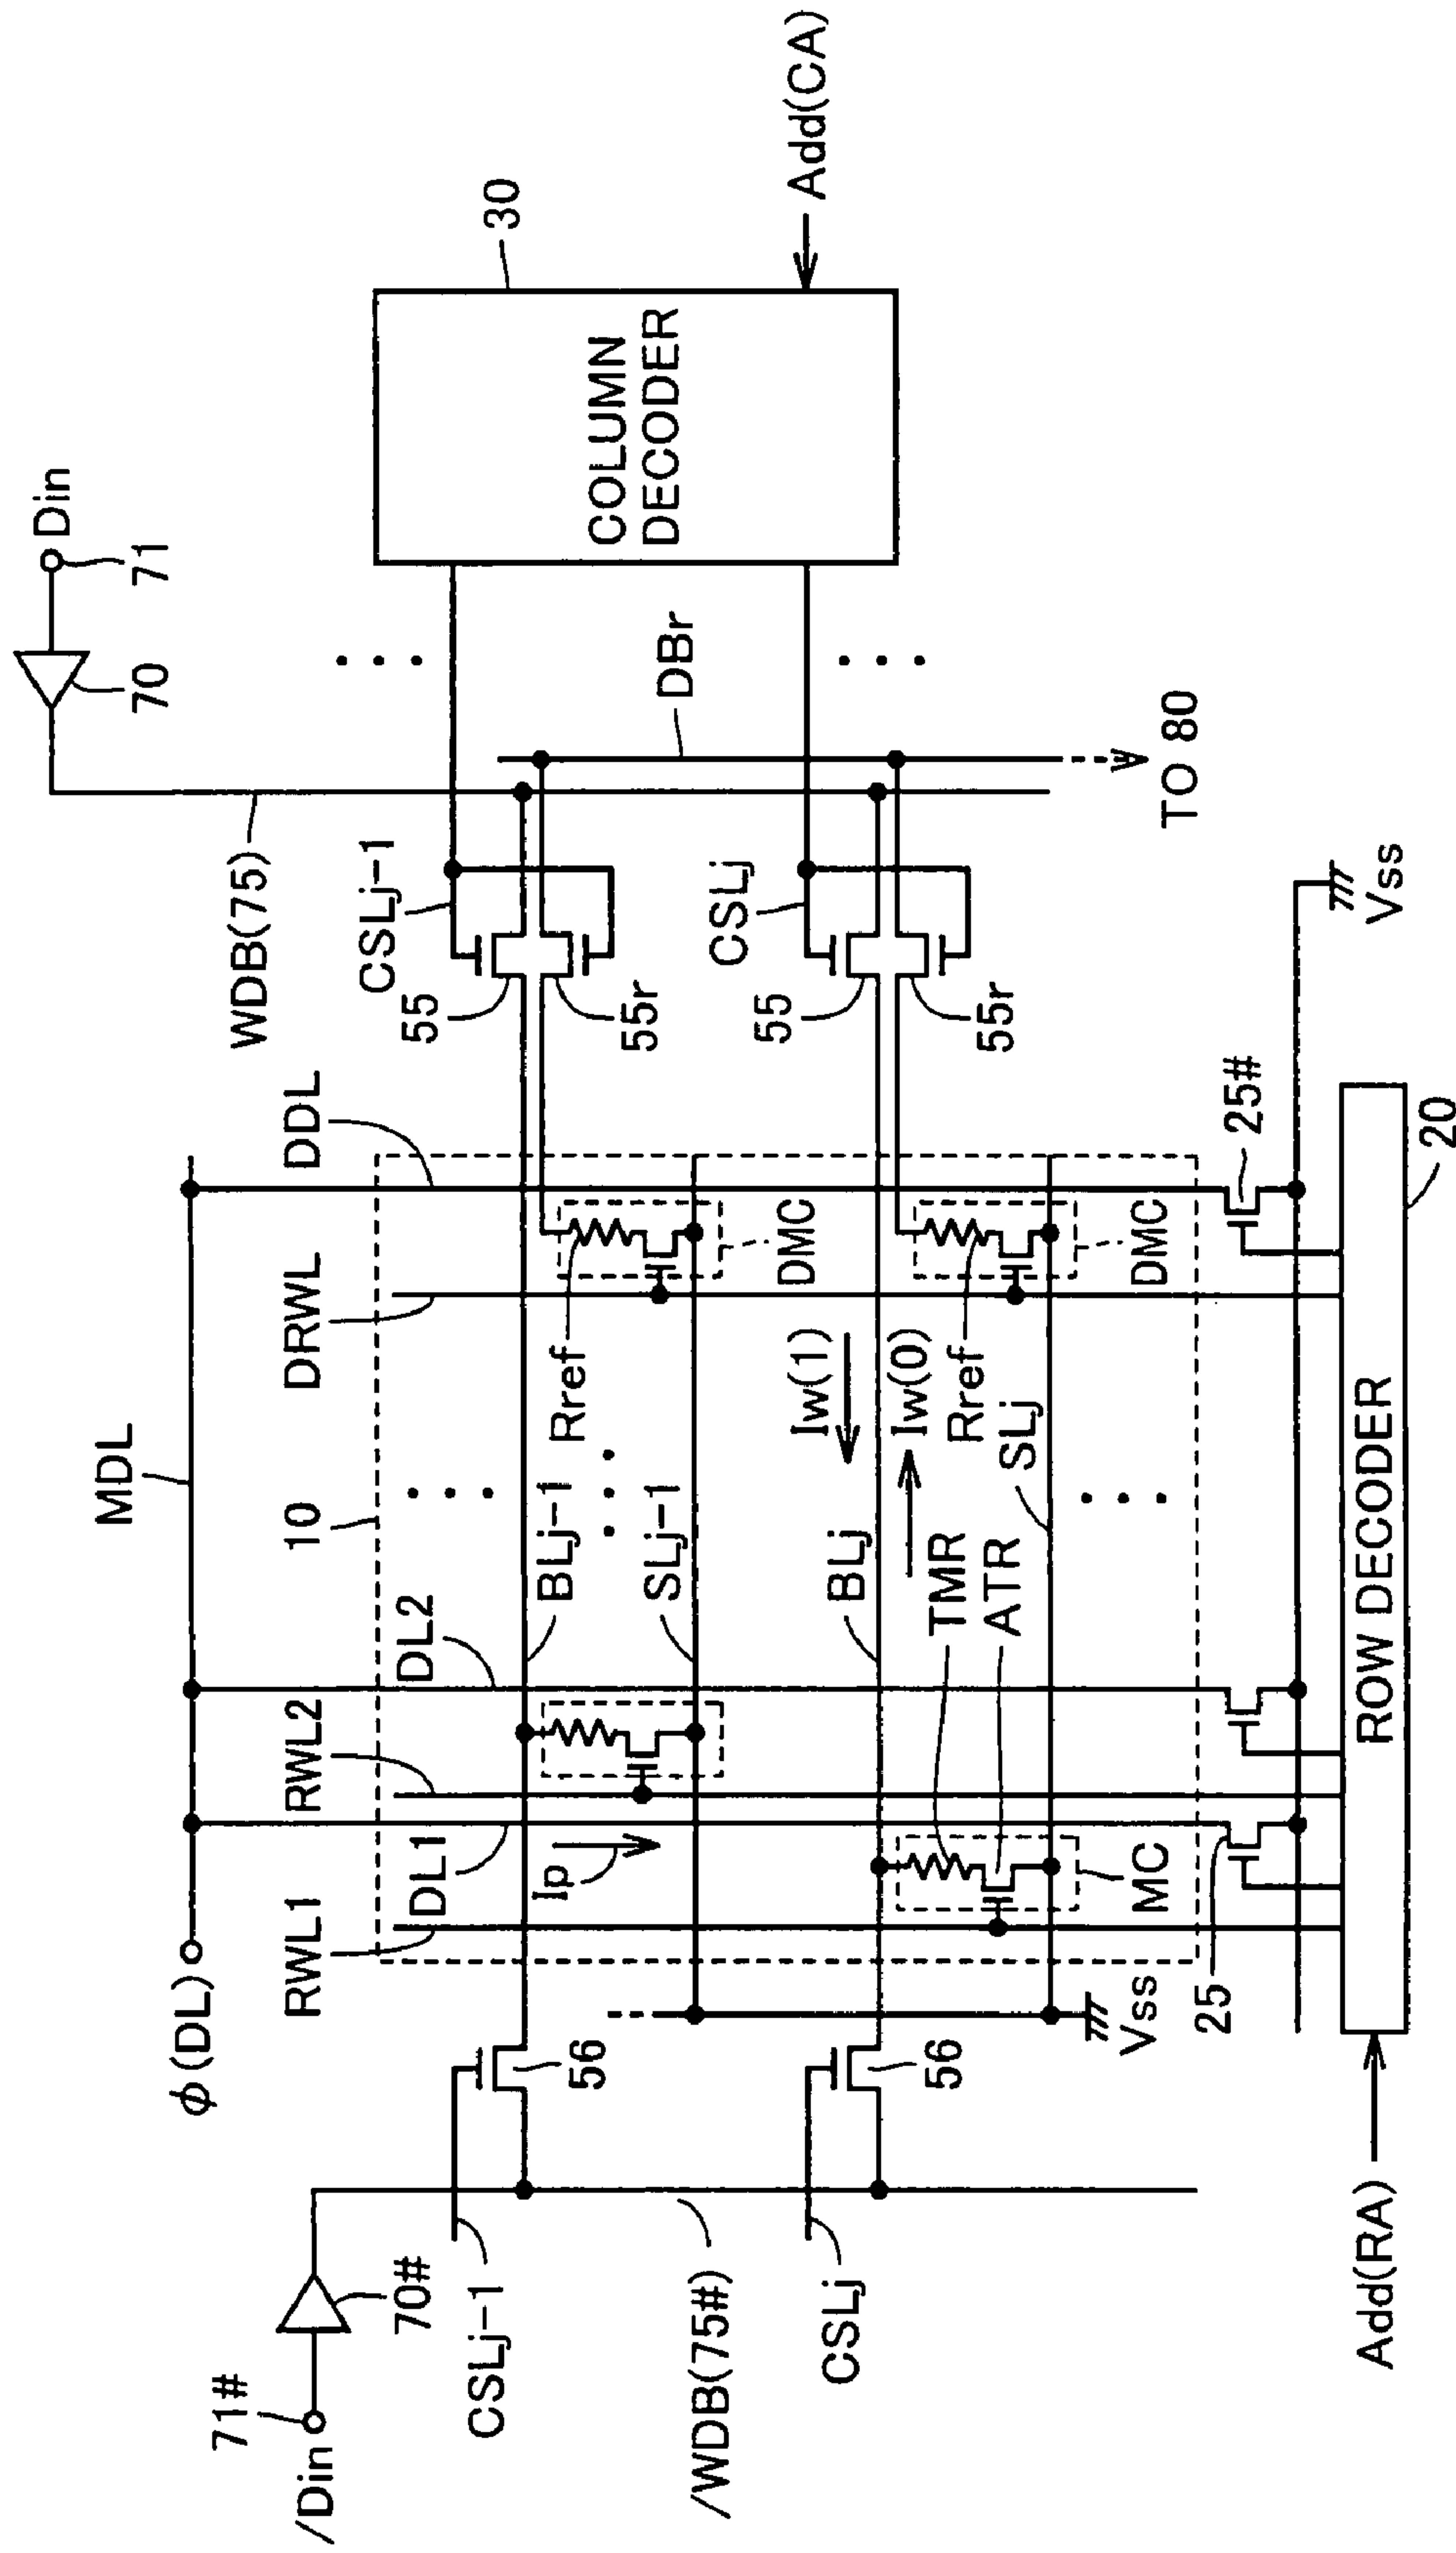 /Din
71#
70#
φ(DL)
MDL
Din
71
70
RWL1
DL1
RWL2
DL2
10
DRWL
DDL
WDB(75)
CSLj-1
CSLj-1
56
Ip
BLj-1
SLj-1
Rref
DMC
55
55r
DBr
COLUMN
DECODER
30
Add(CA)
/WDB(75#)
CSLj
56
Vss
MC
TMR
ATR
BLj
Iw(1)
Iw(0)
SLj
Rref
DMC
CSLj
55
55r
TO 80
25
25#
Vss
Add(RA)
ROW DECODER
20